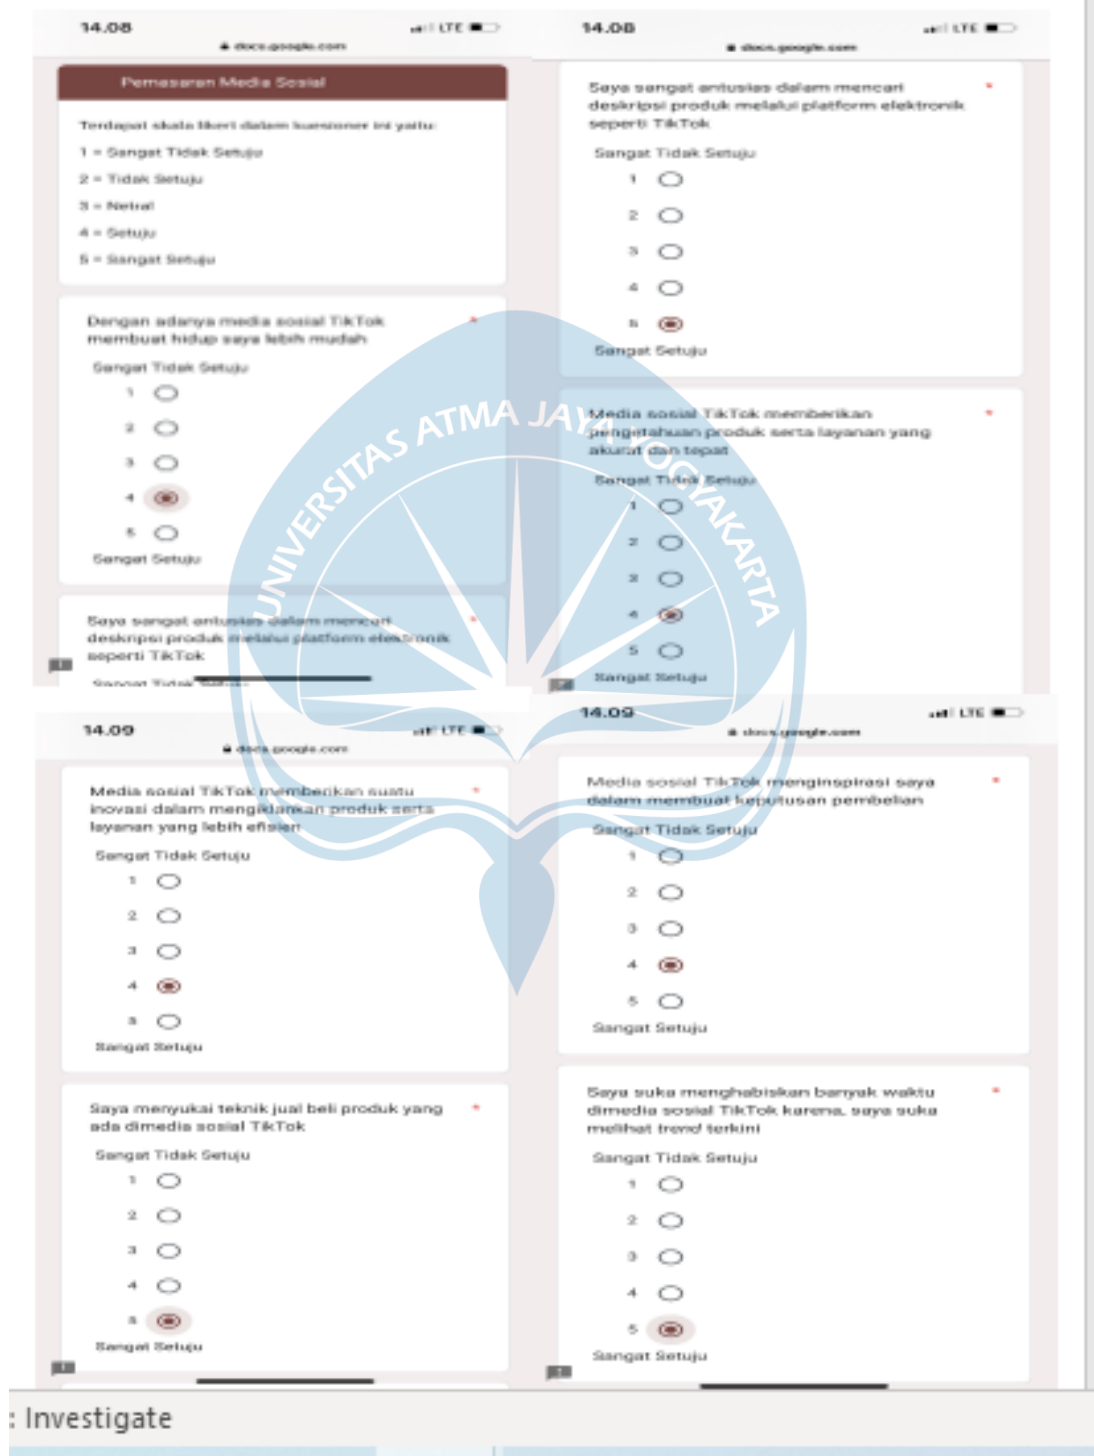 14.08
LTE
docs.google.com
Pemasaran Media Sosial
Terdapat skala likert dalam kuesioner ini yaitu:
1 = Sangat Tidak Setuju
2 = Tidak Setuju
3 = Netral
4 = Setuju
5 = Sangat Setuju
Dengan adanya media sosial TikTok
membuat hidup saya lebih mudah
*
Sangat Tidak Setuju
1
2
3
4
5
Sangat Setuju
Saya sangat antusias dalam mencari
deskripsi produk melalui platform elektronik
seperti TikTok
*
Sangat Tidak Setuju
14.08
LTE
docs.google.com
Saya sangat antusias dalam mencari
deskripsi produk melalui platform elektronik
seperti TikTok
*
Sangat Tidak Setuju
1
2
3
4
5
Sangat Setuju
Media sosial TikTok memberikan
pengetahuan produk serta layanan yang
akurat dan tepat
*
Sangat Tidak Setuju
1
2
3
4
5
Sangat Setuju
UNIVERSITAS ATMA JAYA YOGYAKARTA
14.09
LTE
docs.google.com
Media sosial TikTok memberikan suatu
inovasi dalam mengiklankan produk serta
layanan yang lebih efisien
*
Sangat Tidak Setuju
1
2
3
4
5
Sangat Setuju
Saya menyukai teknik jual beli produk yang
ada dimedia sosial TikTok
*
Sangat Tidak Setuju
1
2
3
4
5
Sangat Setuju
14.09
LTE
docs.google.com
Media sosial TikTok menginspirasi saya
dalam membuat keputusan pembelian
*
Sangat Tidak Setuju
1
2
3
4
5
Sangat Setuju
Saya suka menghabiskan banyak waktu
dimedia sosial TikTok karena, saya suka
melihat trend terkini
*
Sangat Tidak Setuju
1
2
3
4
5
Sangat Setuju
: Investigate